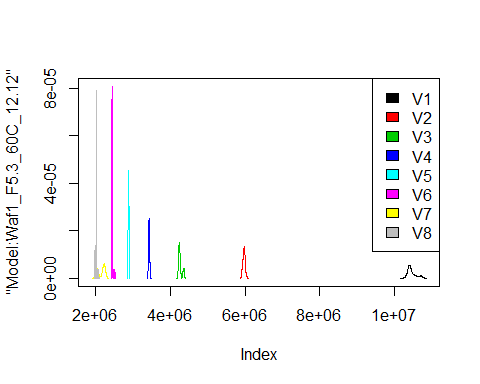 "Model:Waf1_F5.3_60C_12.12"
8e-05
4e-05
0e+00
V1
V2
V3
V4
V5
V6
V7
V8
2e+06 4e+06 6e+06 8e+06 1e+07
Index